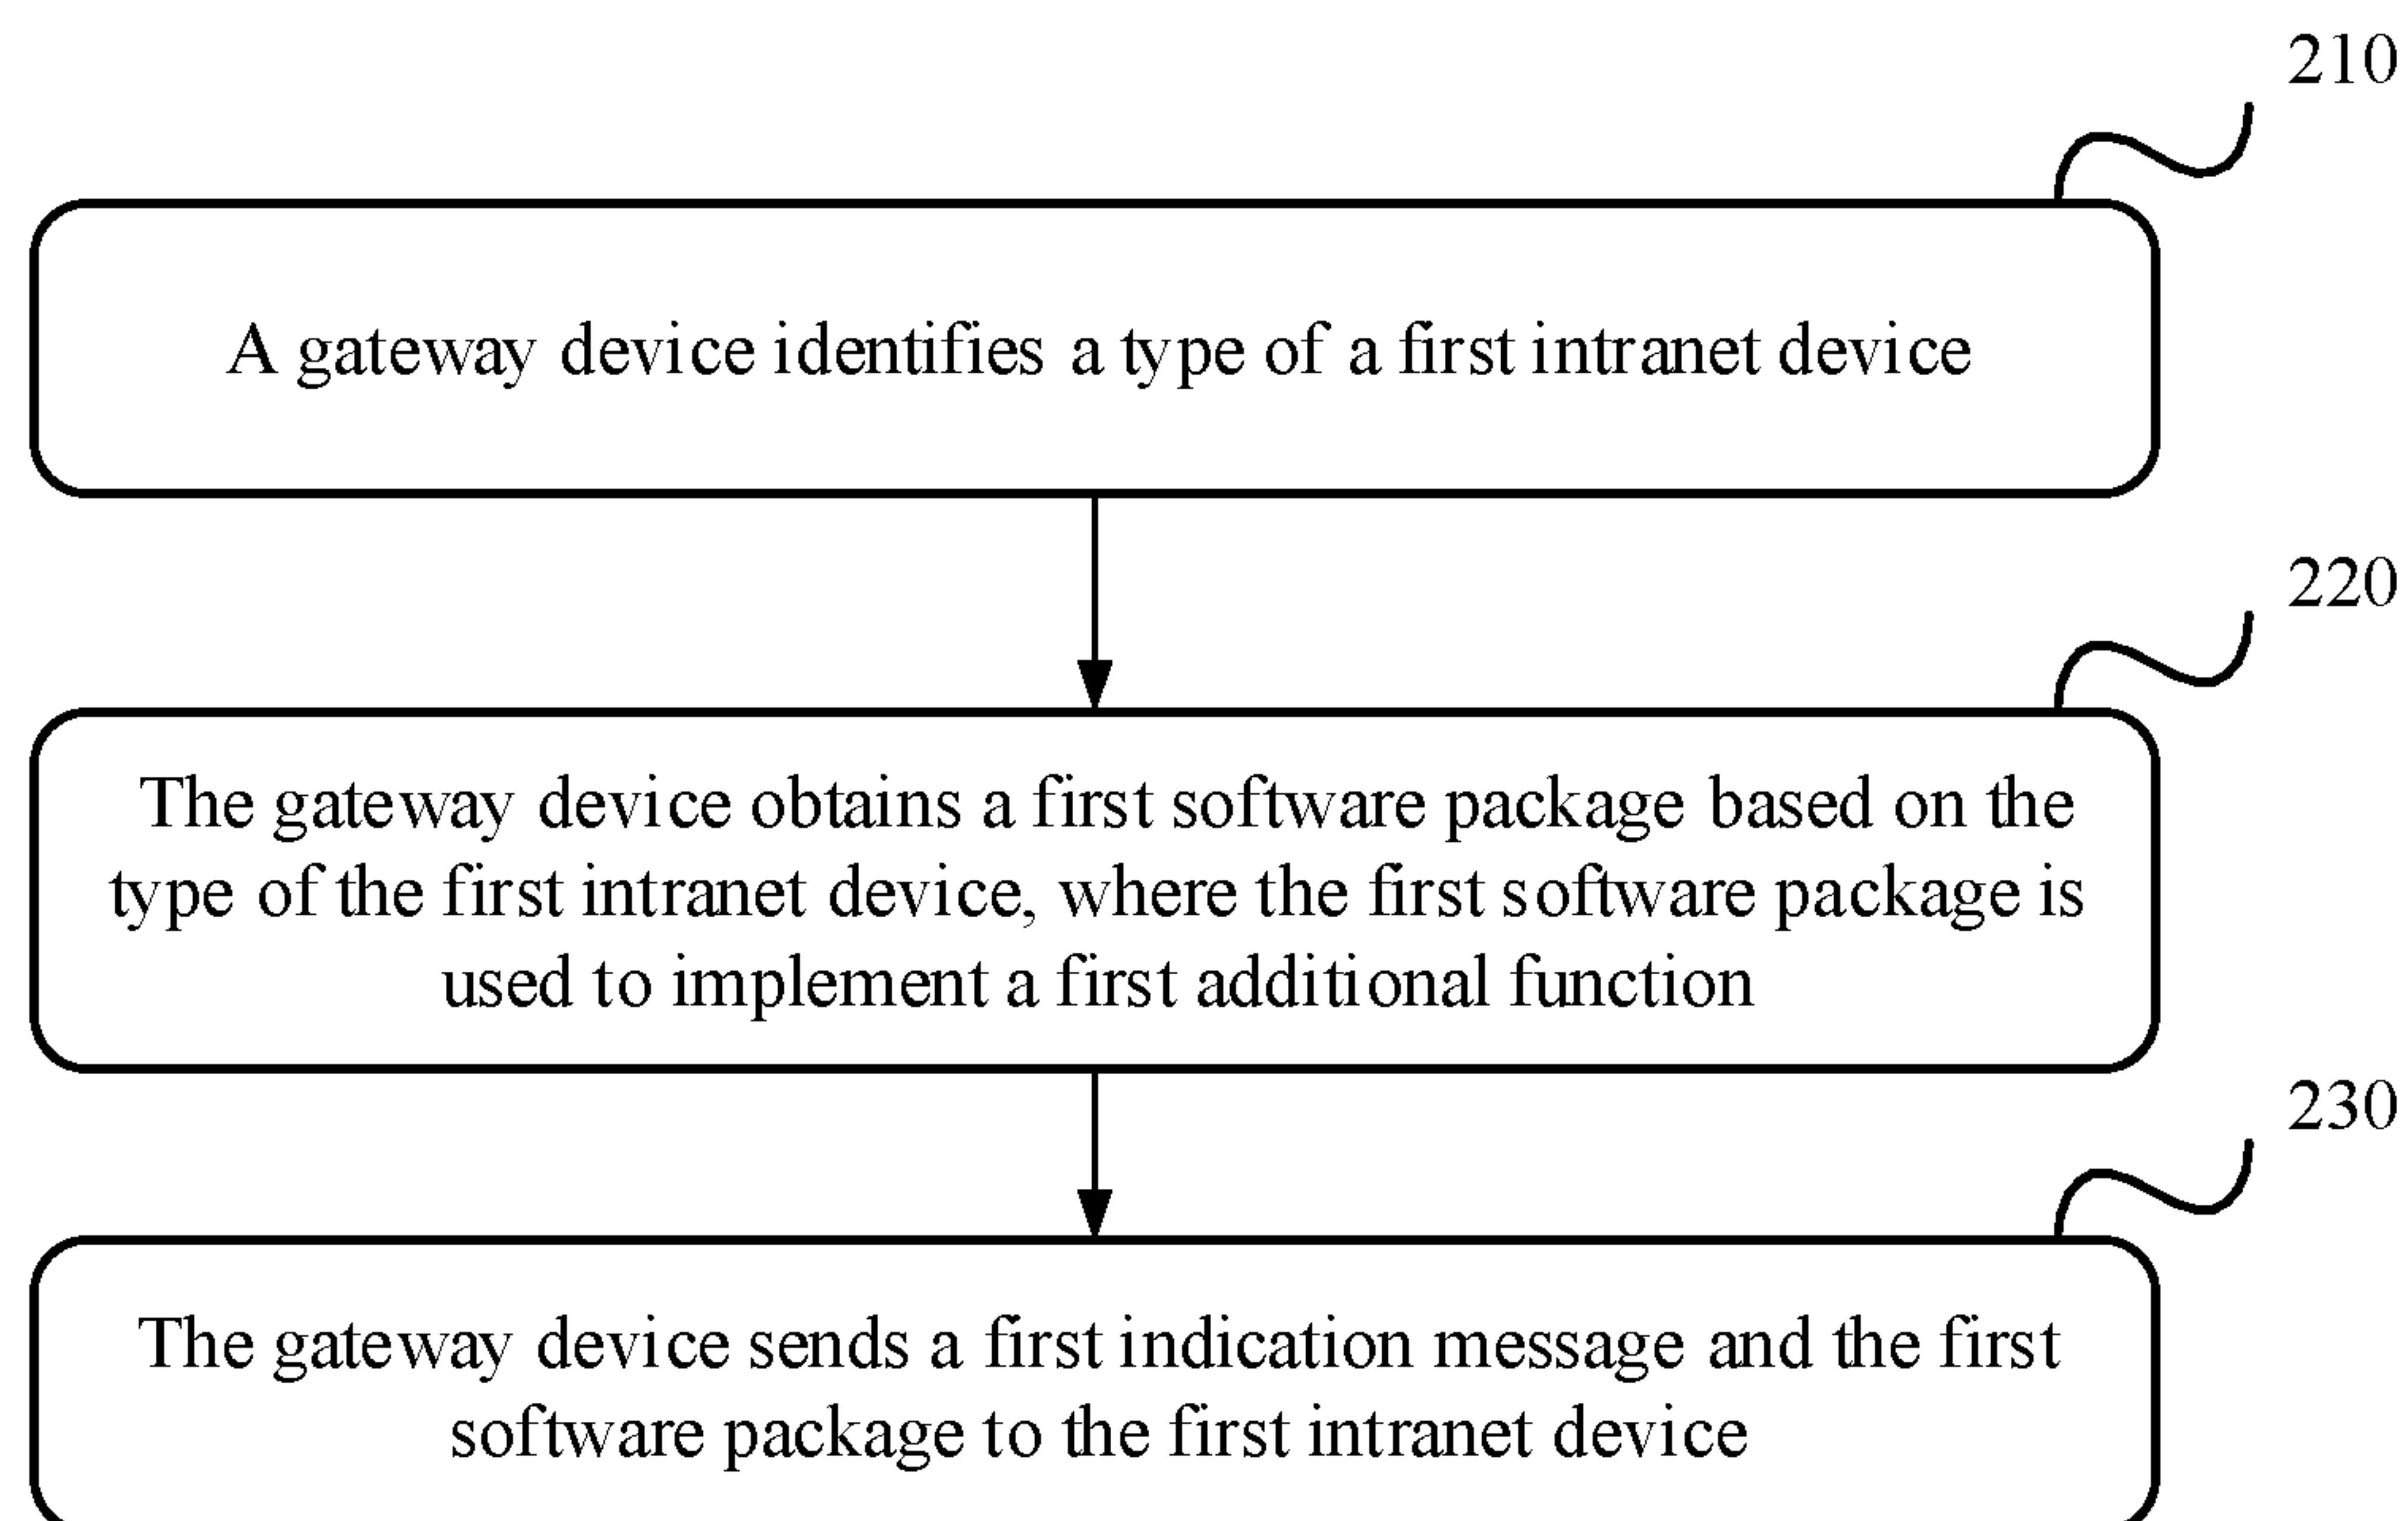 210
A gateway device identifies a type of a first intranet device
220
The gateway device obtains a first software package based on the
type of the first intranet device, where the first software package is
used to implement a first additional function
230
The gateway device sends a first indication message and the first
software package to the first intranet device